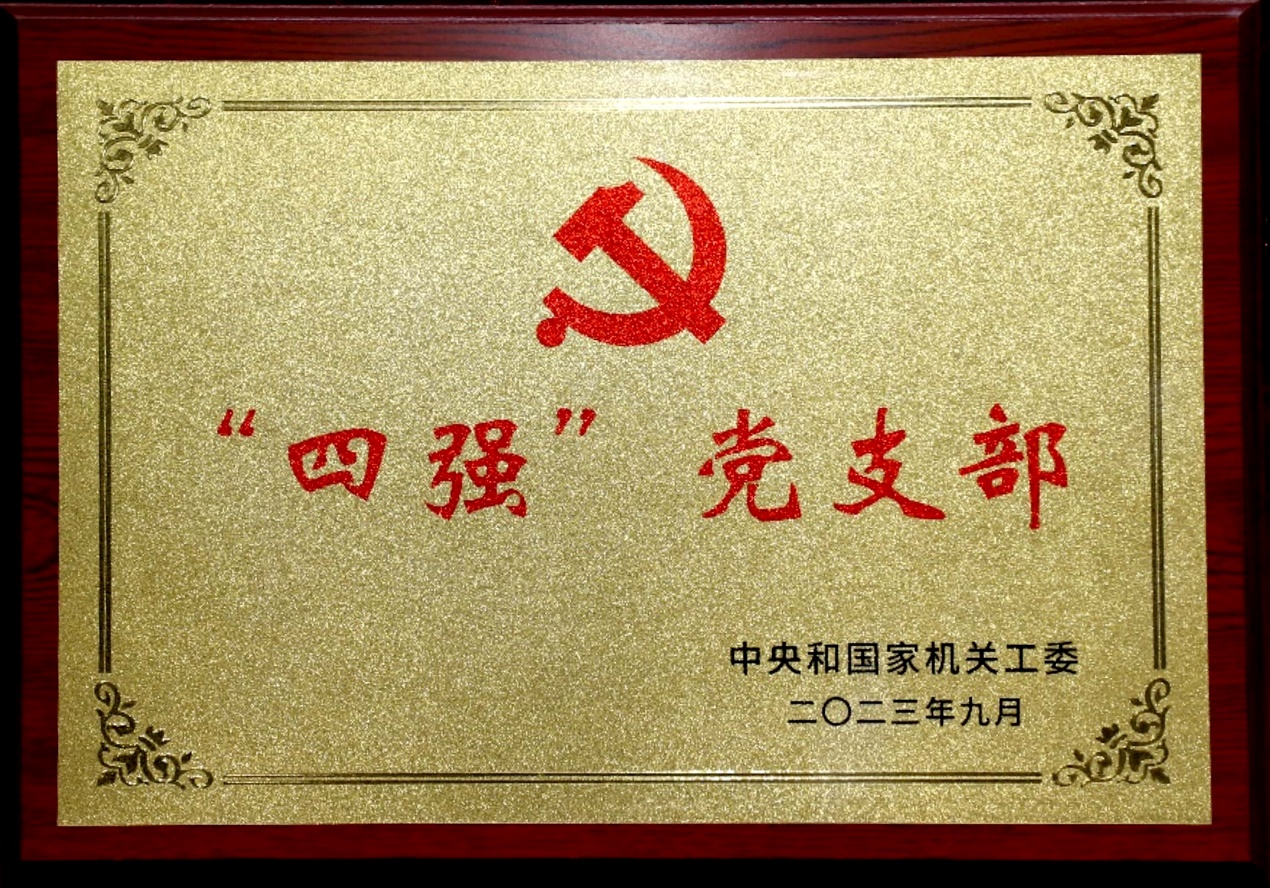 “四强” 党支部
中央和国家机关工委
二〇二三年九月